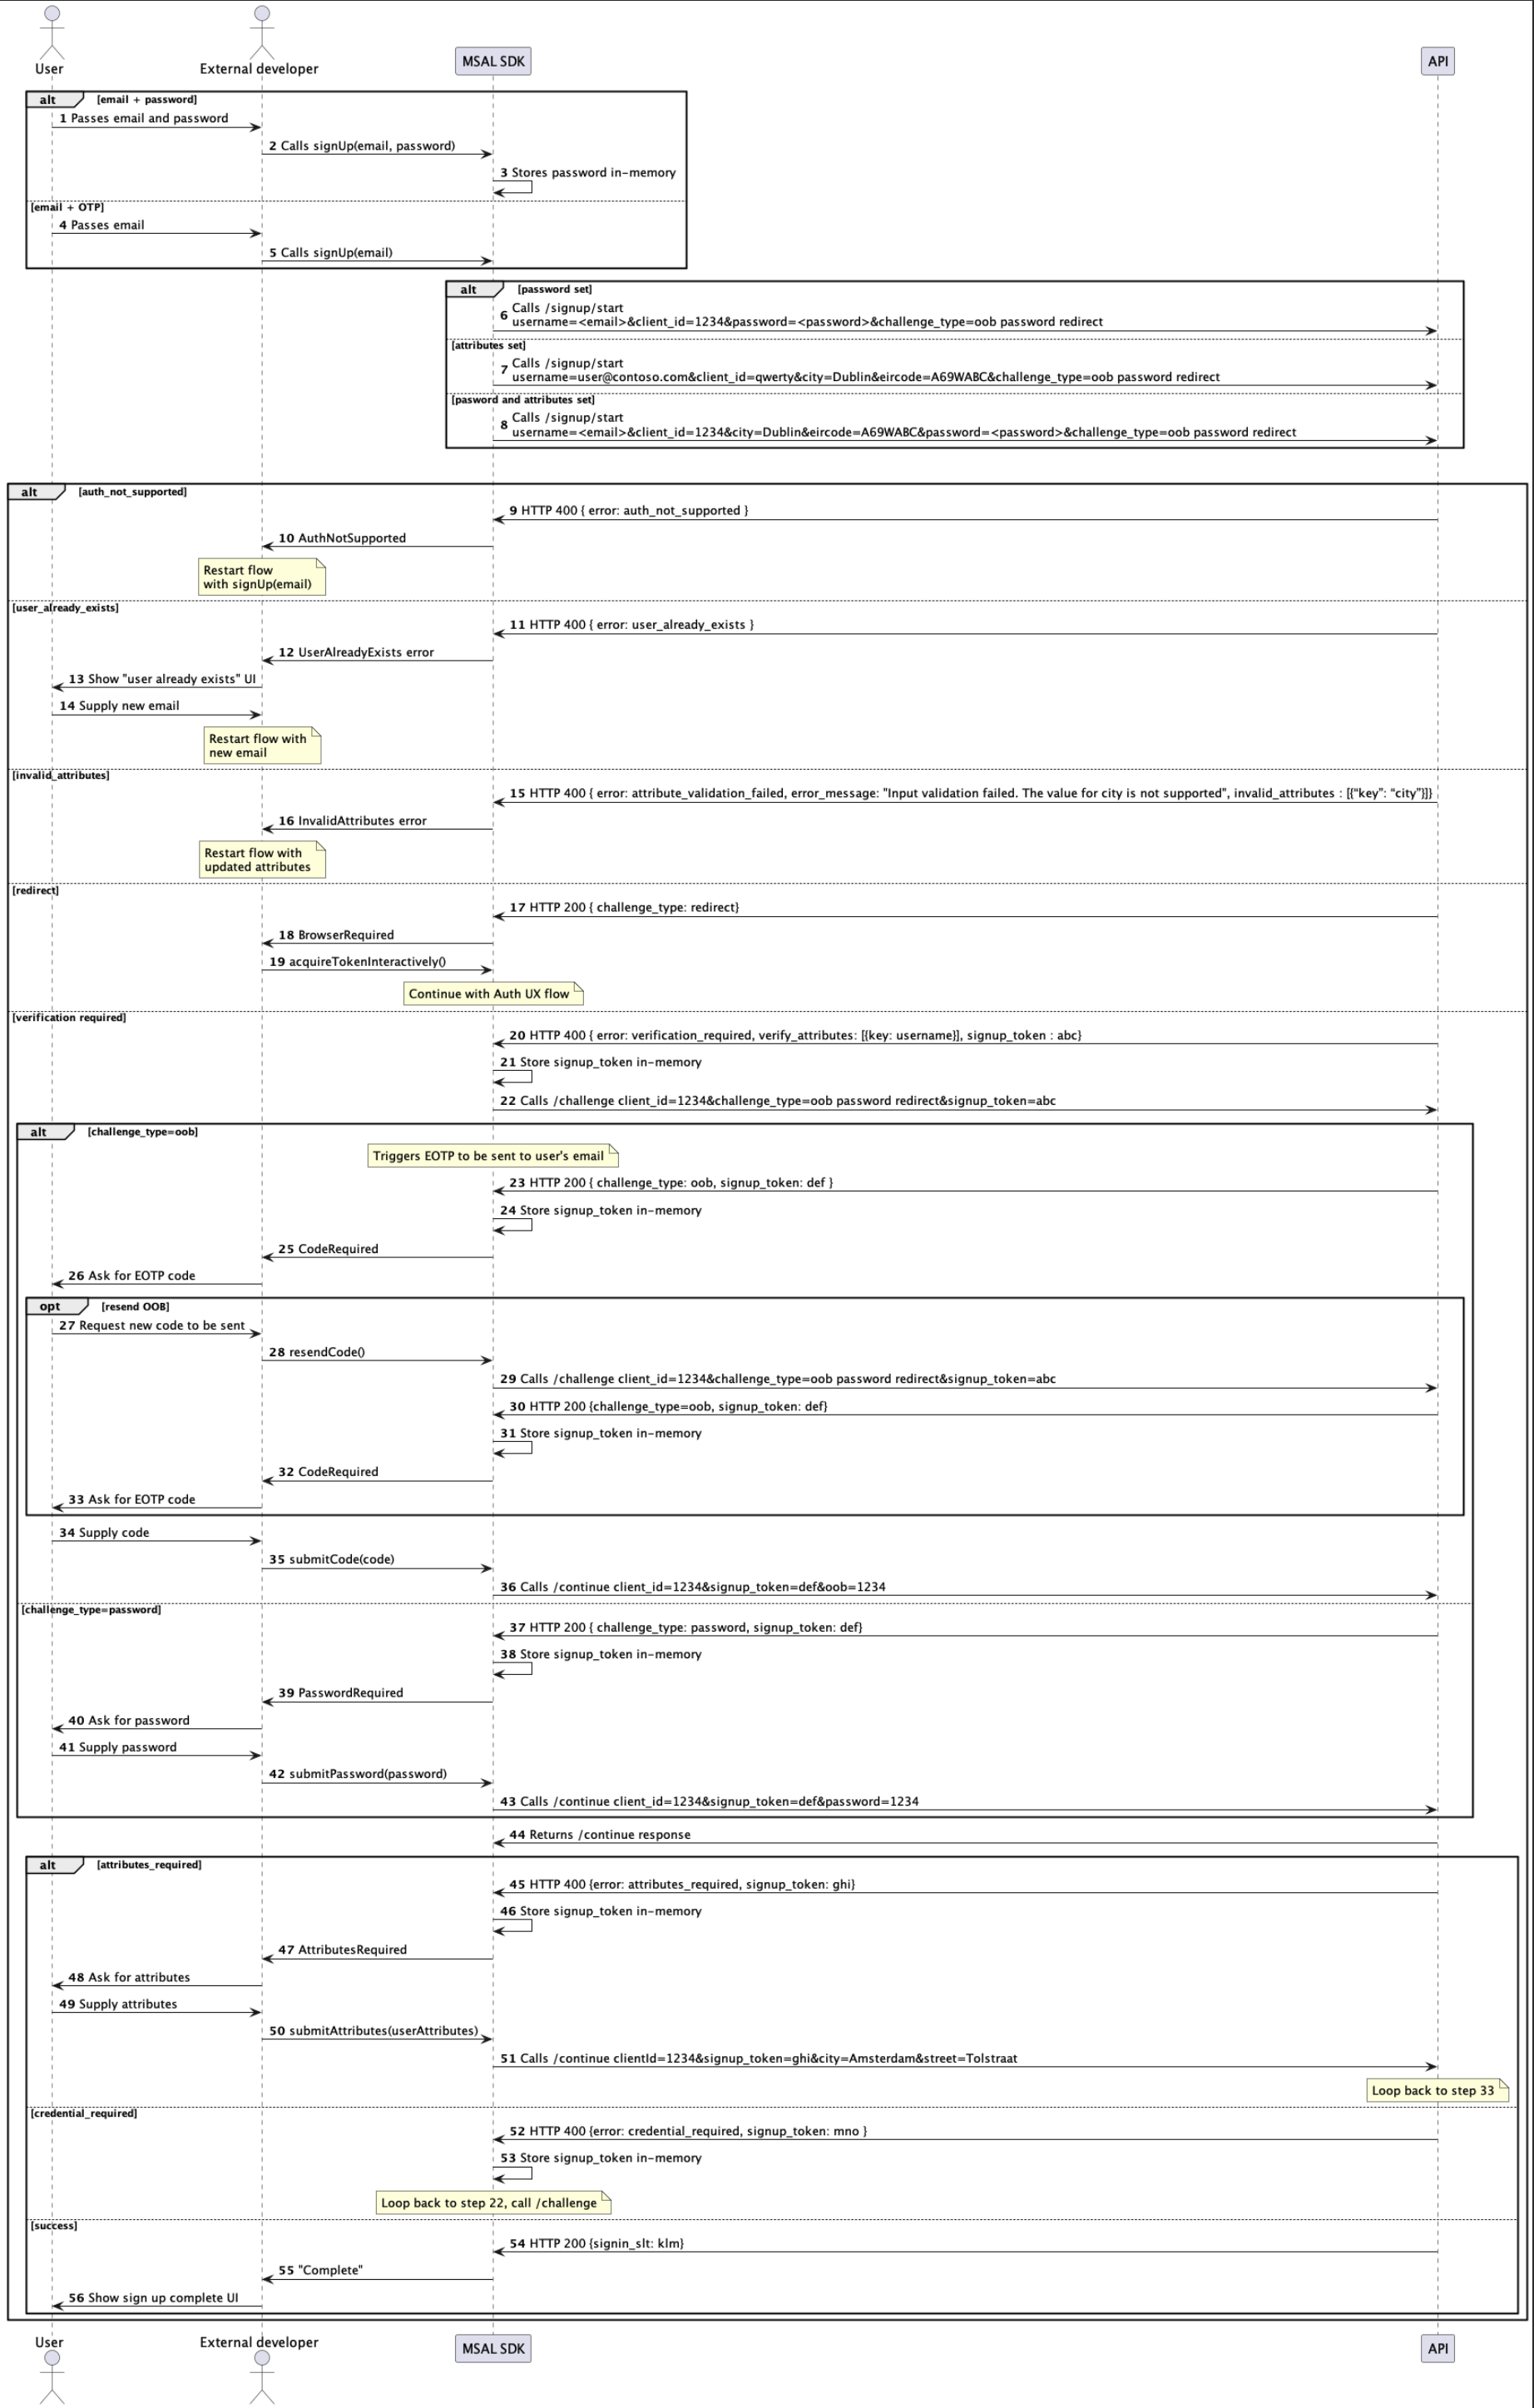 User
External developer
MSAL SDK
API
alt [email + password]
1 Passes email and password
2 Calls signUp(email, password)
3 Stores password in-memory
[email + OTP]
4 Passes email
5 Calls signUp(email)
alt [password set]
6 Calls /signup/start
username=<email>&client_id=1234&password=<password>&challenge_type=oob password redirect
[attributes set]
7 Calls /signup/start
username=user@contoso.com&client_id=qwerty&city=Dublin&eircode=A69WABC&challenge_type=oob password redirect
[pasword and attributes set]
8 Calls /signup/start
username=<email>&client_id=1234&city=Dublin&eircode=A69WABC&password=<password>&challenge_type=oob password redirect
alt [auth_not_supported]
9 HTTP 400 { error: auth_not_supported }
10 AuthNotSupported
Restart flow
with signUp(email)
[user_already_exists]
11 HTTP 400 { error: user_already_exists }
12 UserAlreadyExists error
13 Show "user already exists" UI
14 Supply new email
Restart flow with
new email
[invalid_attributes]
15 HTTP 400 { error: attribute_validation_failed, error_message: "Input validation failed. The value for city is not supported", invalid_attributes : [{“key”: “city”}]}
16 InvalidAttributes error
Restart flow with
updated attributes
[redirect]
17 HTTP 200 { challenge_type: redirect}
18 BrowserRequired
19 acquireTokenInteractively()
Continue with Auth UX flow
[verification required]
20 HTTP 400 { error: verification_required, verify_attributes: [{key: username}], signup_token : abc}
21 Store signup_token in-memory
22 Calls /challenge client_id=1234&challenge_type=oob password redirect&signup_token=abc
alt [challenge_type=oob]
Triggers EOTP to be sent to user's email
23 HTTP 200 { challenge_type: oob, signup_token: def }
24 Store signup_token in-memory
25 CodeRequired
26 Ask for EOTP code
opt [resend OOB]
27 Request new code to be sent
28 resendCode()
29 Calls /challenge client_id=1234&challenge_type=oob password redirect&signup_token=abc
30 HTTP 200 {challenge_type=oob, signup_token: def}
31 Store signup_token in-memory
32 CodeRequired
33 Ask for EOTP code
34 Supply code
35 submitCode(code)
36 Calls /continue client_id=1234&signup_token=def&oob=1234
[challenge_type=password]
37 HTTP 200 { challenge_type: password, signup_token: def}
38 Store signup_token in-memory
39 PasswordRequired
40 Ask for password
41 Supply password
42 submitPassword(password)
43 Calls /continue client_id=1234&signup_token=def&password=1234
44 Returns /continue response
alt [attributes_required]
45 HTTP 400 {error: attributes_required, signup_token: ghi}
46 Store signup_token in-memory
47 AttributesRequired
48 Ask for attributes
49 Supply attributes
50 submitAttributes(userAttributes)
51 Calls /continue clientId=1234&signup_token=ghi&city=Amsterdam&street=Tolstraat
Loop back to step 33
[credential_required]
52 HTTP 400 {error: credential_required, signup_token: mno }
53 Store signup_token in-memory
Loop back to step 22, call /challenge
[success]
54 HTTP 200 {signin_slt: klm}
55 "Complete"
56 Show sign up complete UI
User
External developer
MSAL SDK
API